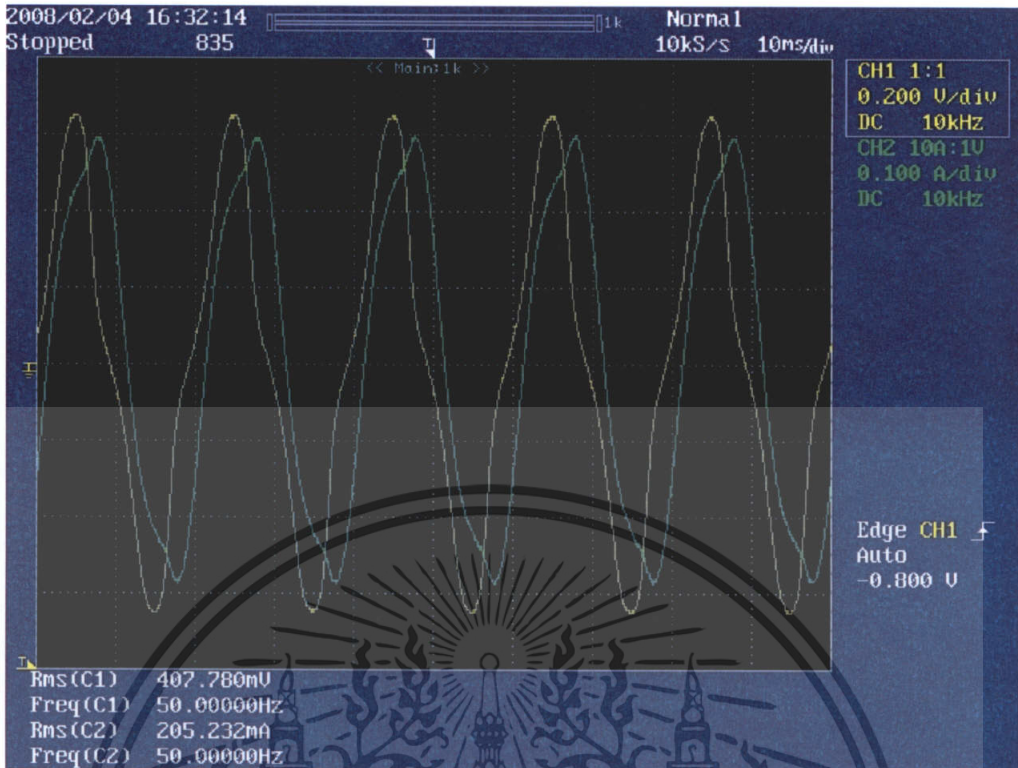 2008/02/04 16:32:14
Normal
1k
Stopped 835
10kS/s 10ms/div
<< Main:1k >>
CH1 1:1
0.200 V/div
DC 10kHz
CH2 10A:1V
0.100 A/div
DC 10kHz
Edge CH1
Auto
-0.800 V
Rms(C1) 407.780mV
Freq(C1) 50.00000Hz
Rms(C2) 205.232mA
Freq(C2) 50.00000Hz